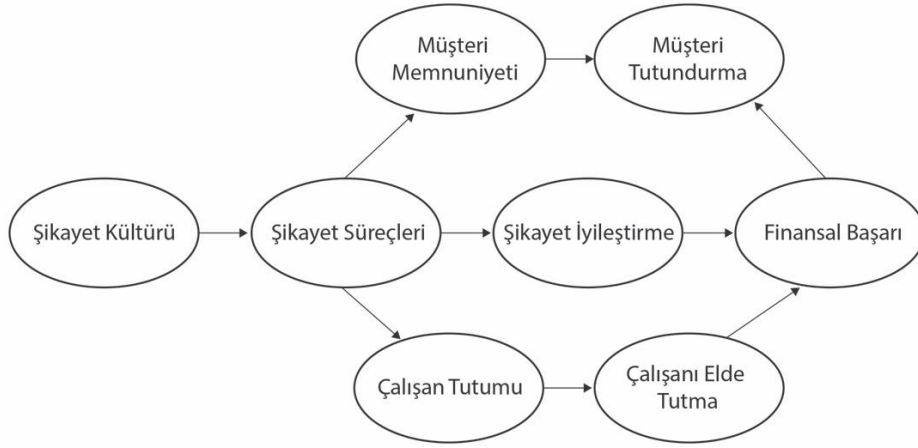 Müşteri
Memnuniyeti
Müşteri
Tutundurma
Şikayet Kültürü
Şikayet Süreçleri
Şikayet İyileştirme
Finansal Başarı
Çalışan Tutumu
Çalışanı Elde
Tutma